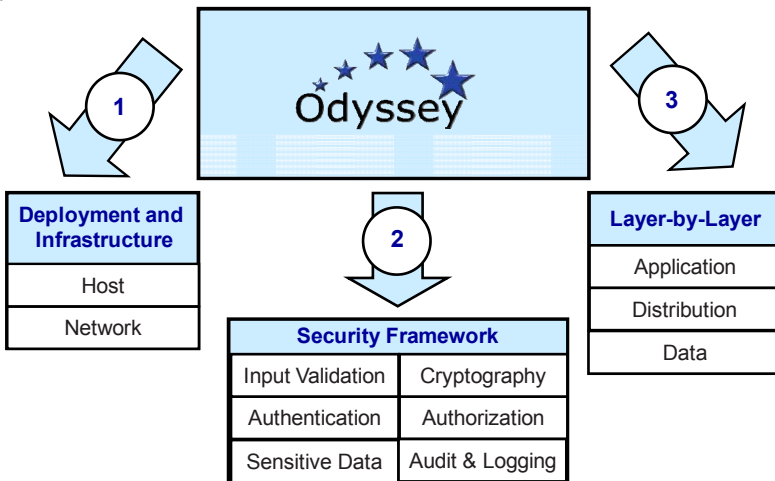 Odyssey
1
2
3
Deployment and
Infrastructure
Host
Network
Security Framework
Input Validation Cryptography
Authentication Authorization
Sensitive Data Audit & Logging
Layer-by-Layer
Application
Distribution
Data